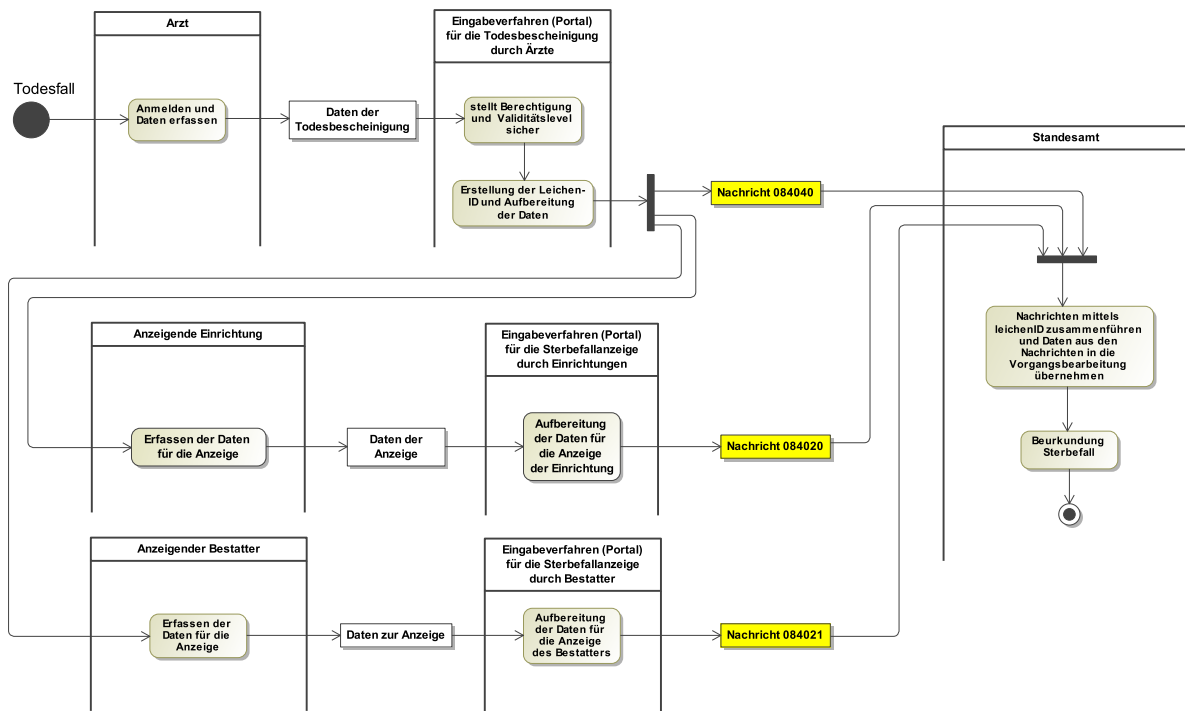 Todesfall
Arzt
Anmelden und
Daten erfassen
Daten der
Todesbescheinigung
Eingabeverfahren (Portal)
für die Todesbescheinigung
durch Ärzte
stellt Berechtigung
und Validitätslevel
sicher
Erstellung der Leichen-
ID und Aufbereitung
der Daten
Nachricht 084040
Standesamt
Nachrichten mittels
leichenID zusammenführen
und Daten aus den
Nachrichten in die
Vorgangsbearbeitung
übernehmen
Beurkundung
Sterbefall
Anzeigende Einrichtung
Erfassen der Daten
für die Anzeige
Daten der
Anzeige
Eingabeverfahren (Portal)
für die Sterbefallanzeige
durch Einrichtungen
Aufbereitung
der Daten für
die Anzeige
der Einrichtung
Nachricht 084020
Anzeigender Bestatter
Erfassen der
Daten für die
Anzeige
Daten zur Anzeige
Eingabeverfahren (Portal)
für die Sterbefallanzeige
durch Bestatter
Aufbereitung
der Daten für
die Anzeige
des Bestatters
Nachricht 084021